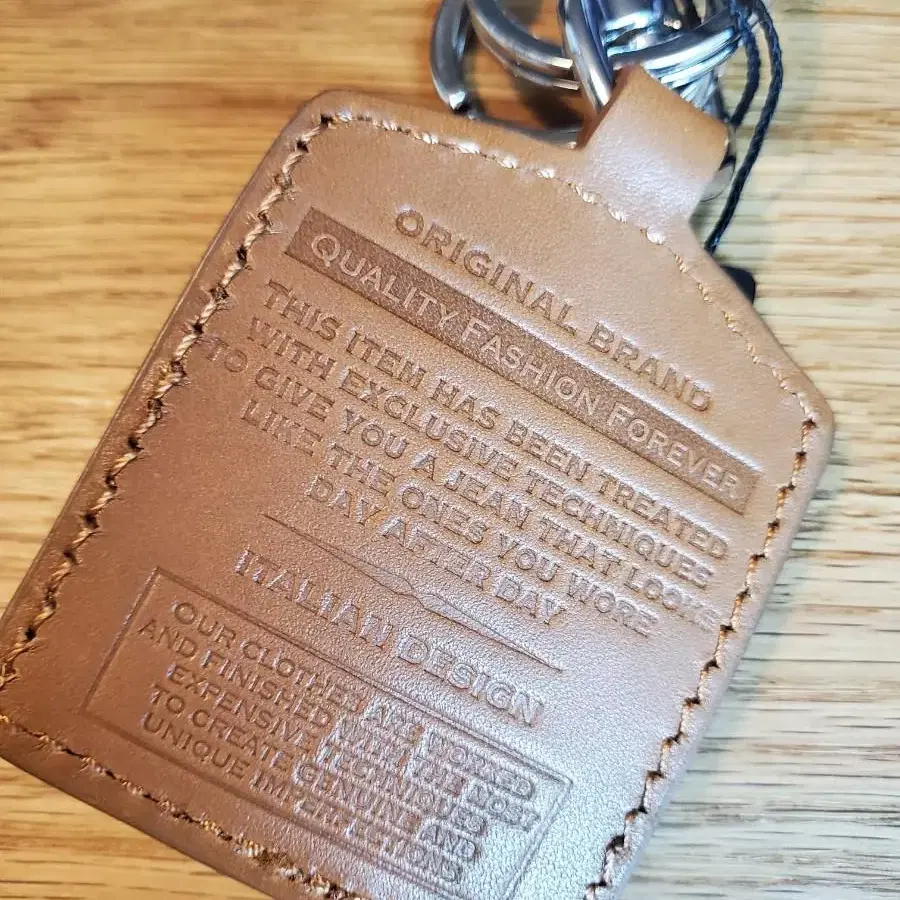 ORIGINAL BRAND
QUALITY FASHION FOREVER
THIS ITEM HAS BEEN TREATED
WITH EXCLUSIVE TECHNIQUES
TO GIVE YOU A JEAN THAT LOOKS
LIKE THE ONES YOU WORE
DAY AFTER DAY
ITALIAN DESIGN
OUR CLOTHES ARE WORKED
AND FINISHED WITH THE MOST
EXPENSIVE TECHNIQUES
TO CREATE GENUINE AND
UNIQUE IMPERFECTIONS